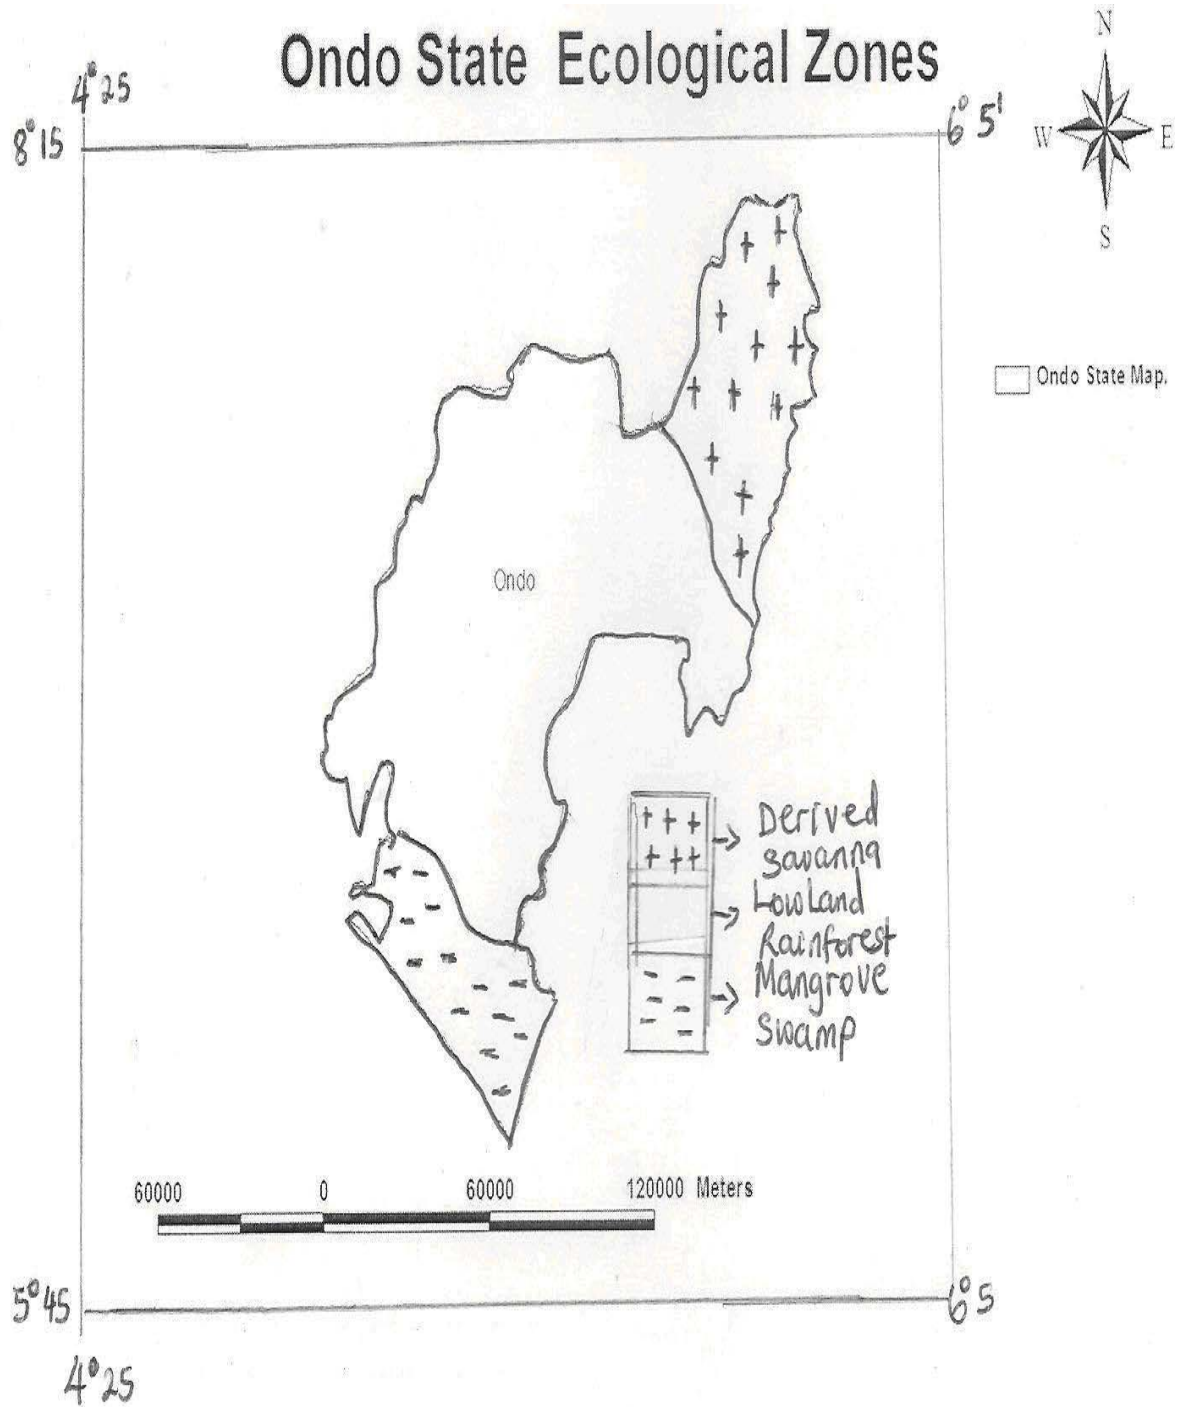 Ondo State Ecological Zones
N
W E
S
4°25
8°15
6°5'
Ondo State Map.
Ondo
Derived
savanna
LowLand
Rainforest
Mangrove
Swamp
60000 0 60000 120000 Meters
5°45
6°5
4°25